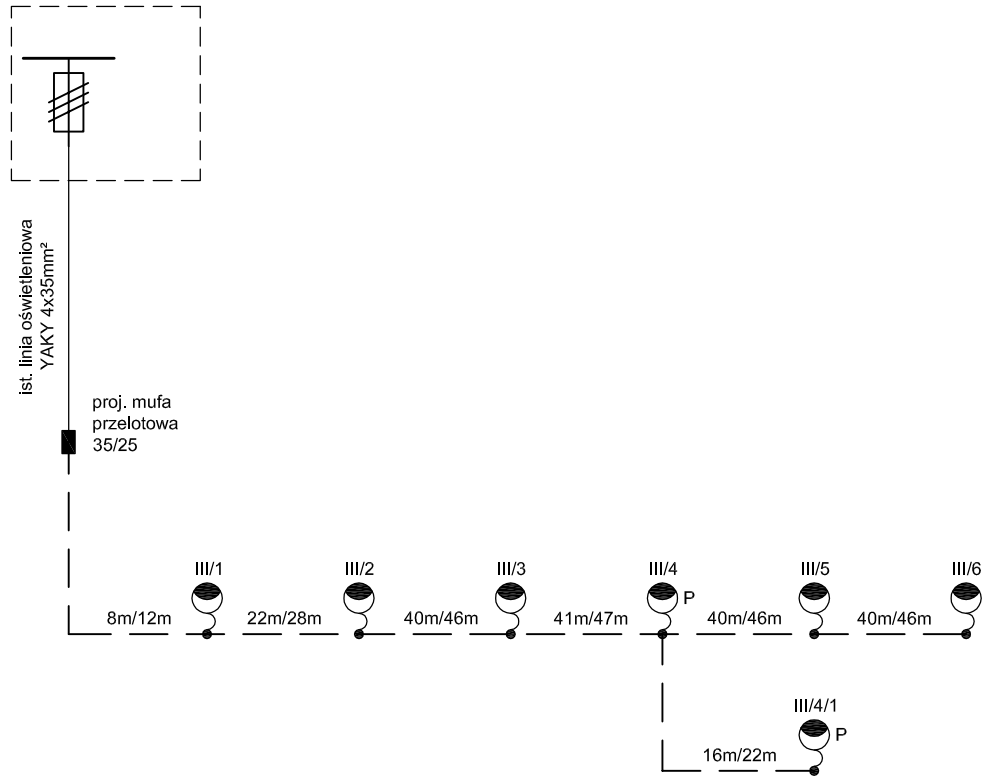 ist. linia oświetleniowa
YAKY 4x35mm²
proj. mufa
przelotowa
35/25
III/1
III/2
III/3
III/4
III/5
III/6
P
8m/12m
22m/28m
40m/46m
41m/47m
40m/46m
40m/46m
III/4/1
P
16m/22m